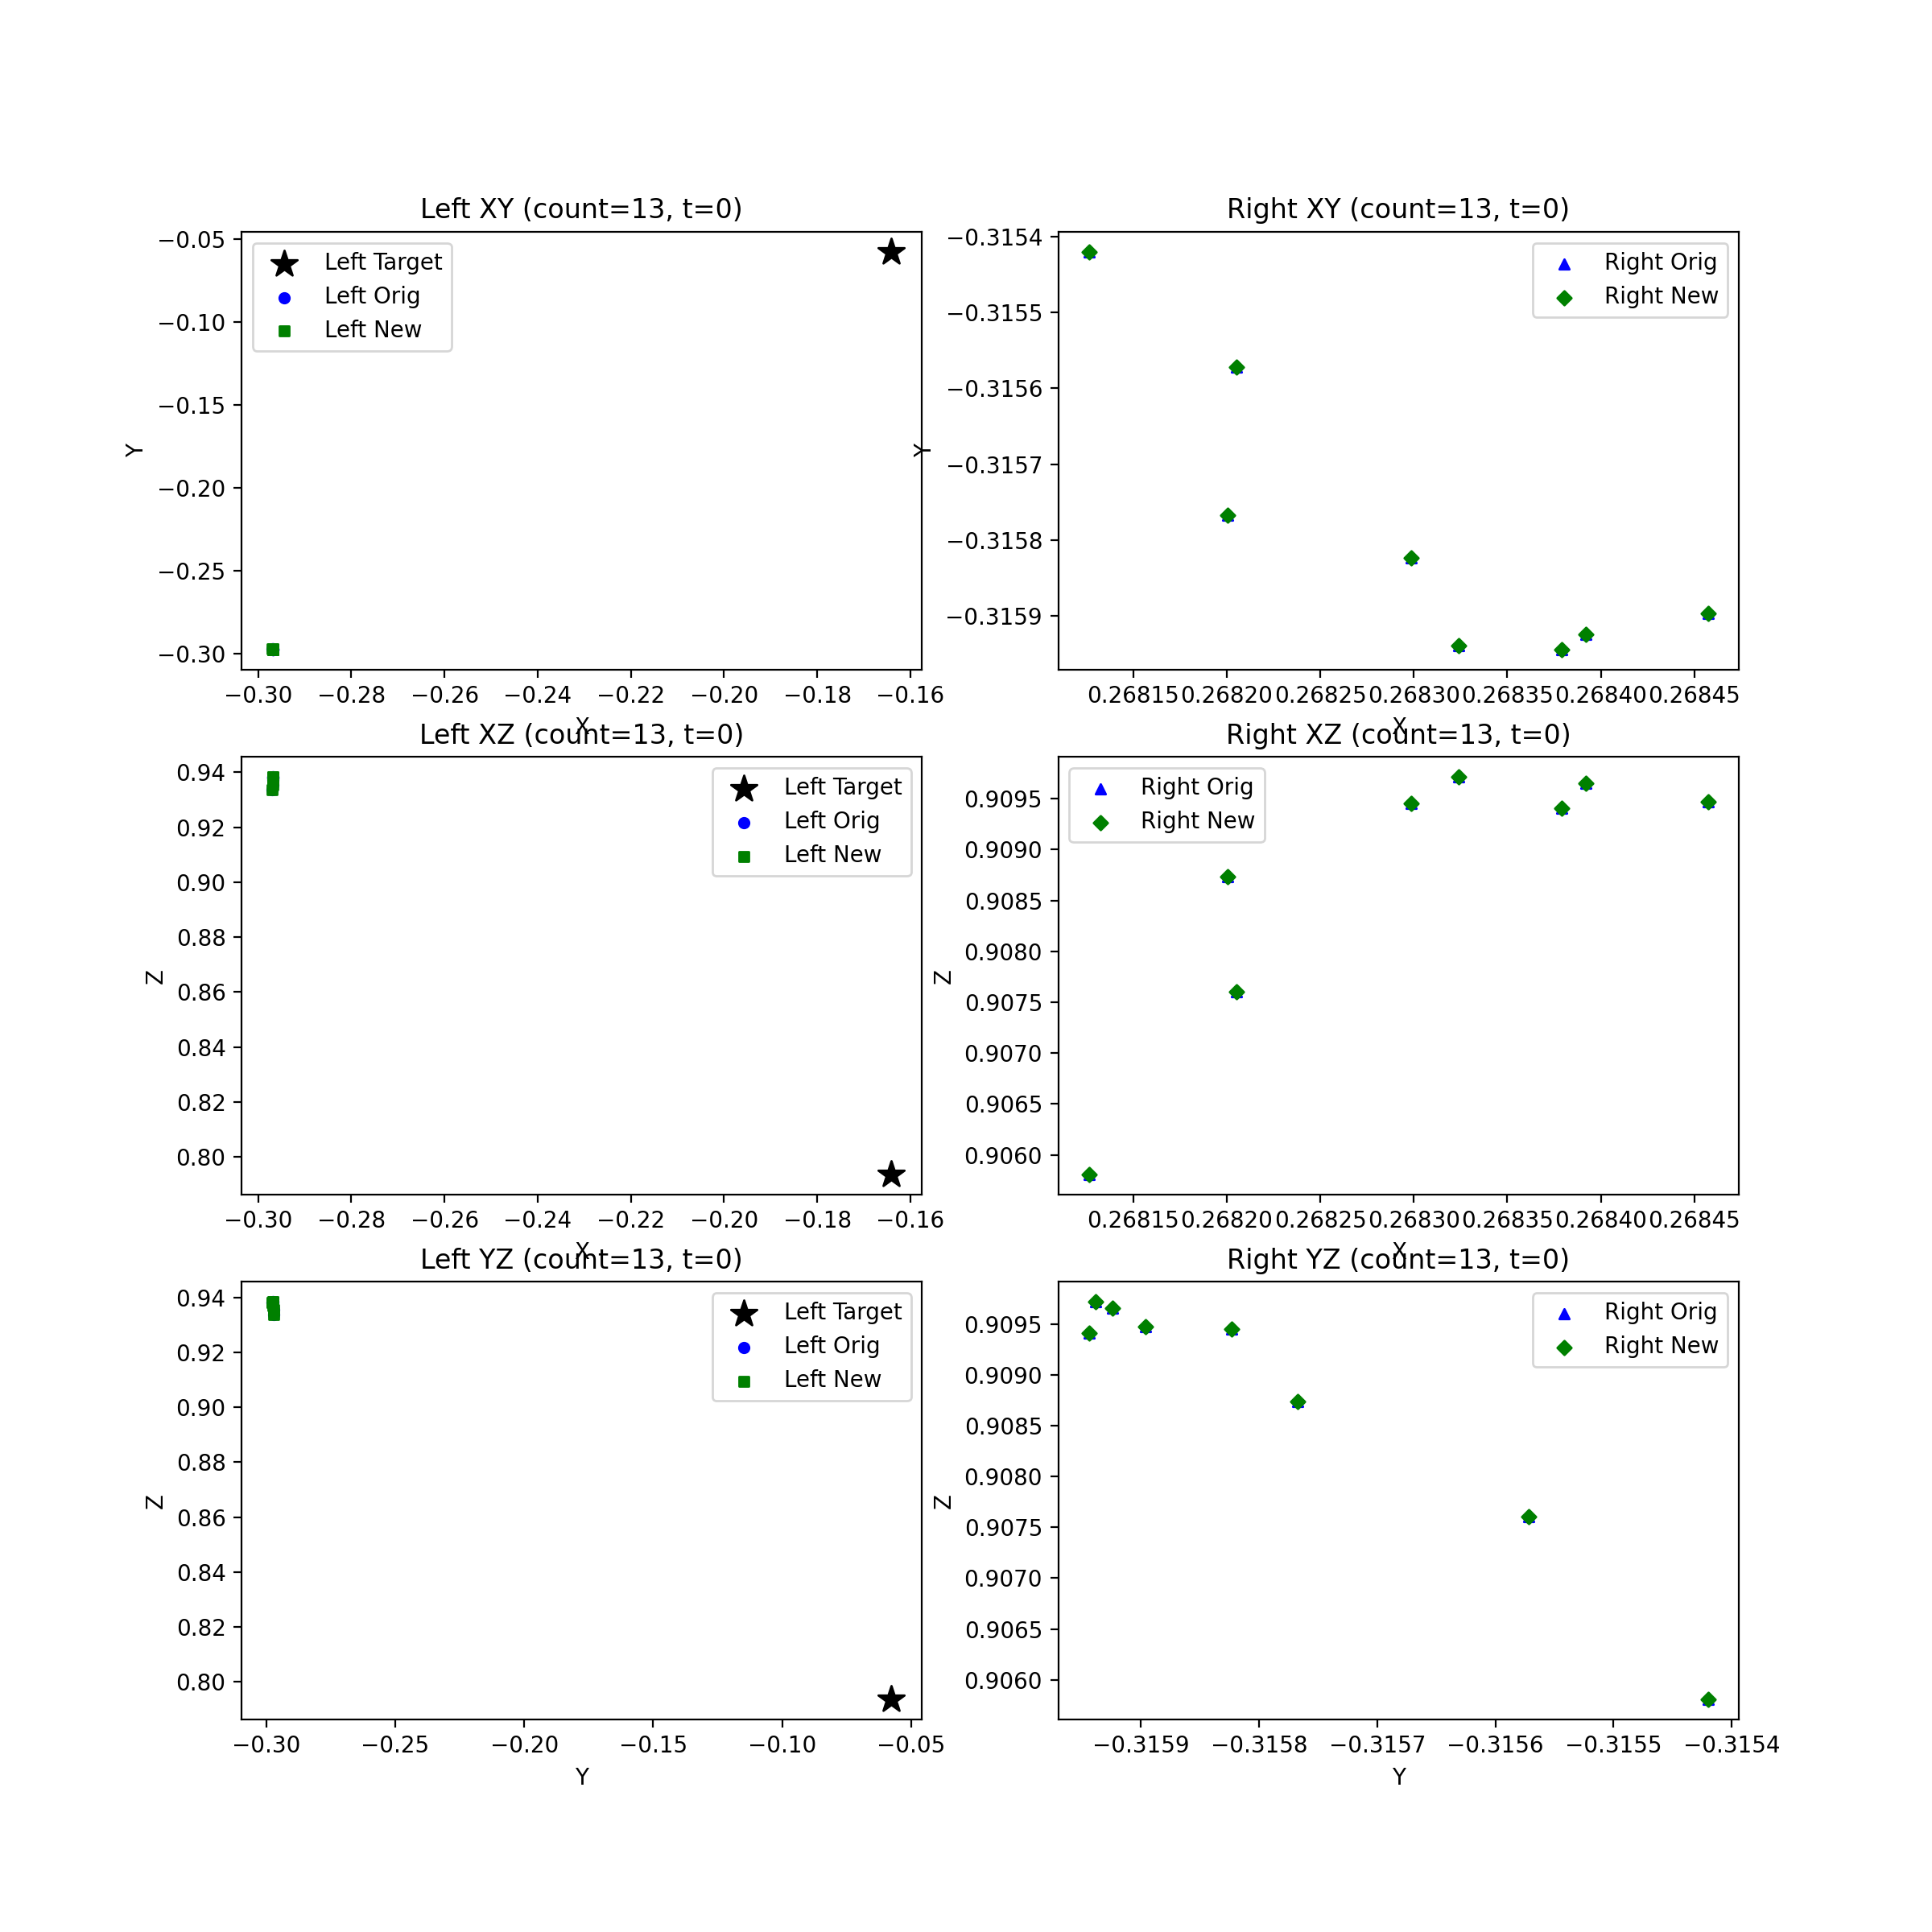 Left XY (count=13, t=0)
−0.05
−0.10
−0.15
−0.20
−0.25
−0.30
Y
Left Target
Left Orig
Left New
−0.30 −0.28 −0.26 −0.24 −0.22 −0.20 −0.18 −0.16
X
Right XY (count=13, t=0)
−0.3154
−0.3155
−0.3156
−0.3157
−0.3158
−0.3159
Y
Right Orig
Right New
0.26815 0.26820 0.26825 0.26830 0.26835 0.26840 0.26845
X
Left XZ (count=13, t=0)
0.94
0.92
0.90
0.88
0.86
0.84
0.82
0.80
Z
Left Target
Left Orig
Left New
−0.30 −0.28 −0.26 −0.24 −0.22 −0.20 −0.18 −0.16
X
Right XZ (count=13, t=0)
0.9095
0.9090
0.9085
0.9080
0.9075
0.9070
0.9065
0.9060
Z
Right Orig
Right New
0.26815 0.26820 0.26825 0.26830 0.26835 0.26840 0.26845
X
Left YZ (count=13, t=0)
0.94
0.92
0.90
0.88
0.86
0.84
0.82
0.80
Z
Left Target
Left Orig
Left New
−0.30 −0.25 −0.20 −0.15 −0.10 −0.05
Y
Right YZ (count=13, t=0)
0.9095
0.9090
0.9085
0.9080
0.9075
0.9070
0.9065
0.9060
Z
Right Orig
Right New
−0.3159 −0.3158 −0.3157 −0.3156 −0.3155 −0.3154
Y